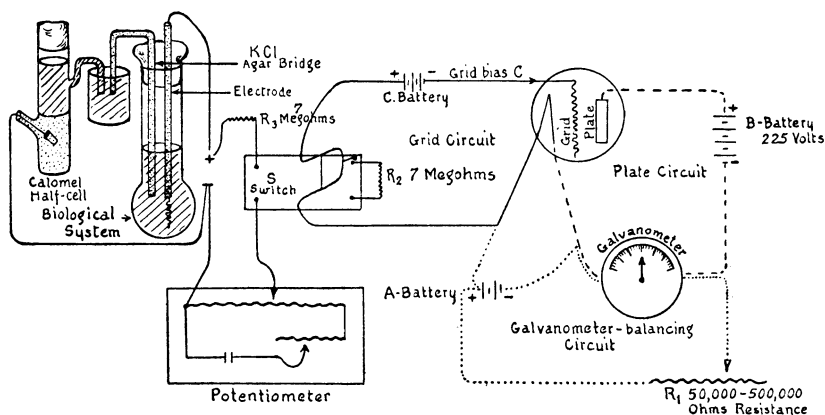 KCl
Agar Bridge
Electrode
Calomel
Half-cell
Biological
System
+
−
R3 7 Megohms
S
Switch
R2 7 Megohms
+ −
C. Battery
Grid bias C
Grid Circuit
Grid
Plate
Plate Circuit
+
B-Battery
225 Volts
-
Galvanometer
A-Battery
+ -
Galvanometer-balancing
Circuit
R1 50,000-500,000
Ohms Resistance
Potentiometer